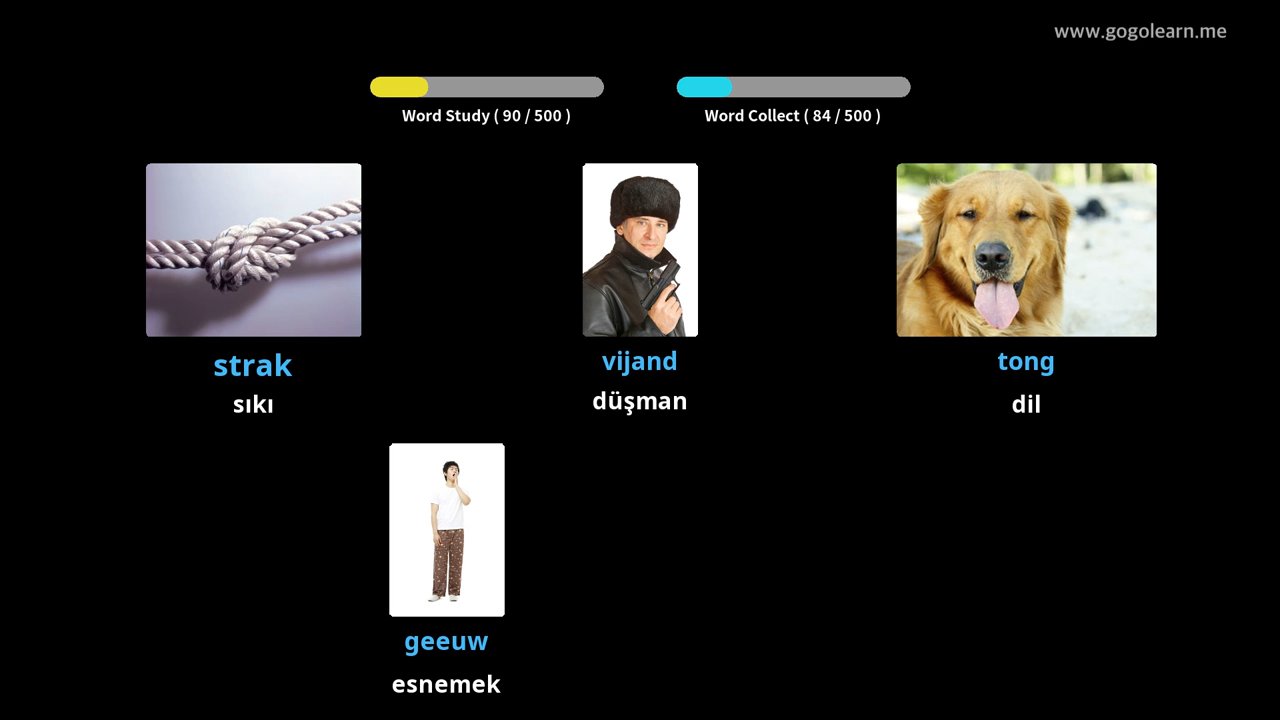 www.gogolearn.me
Word Study ( 90 / 500 )
Word Collect ( 84 / 500 )
strak
sıkı
vijand
düşman
tong
dil
geeuw
esnemek